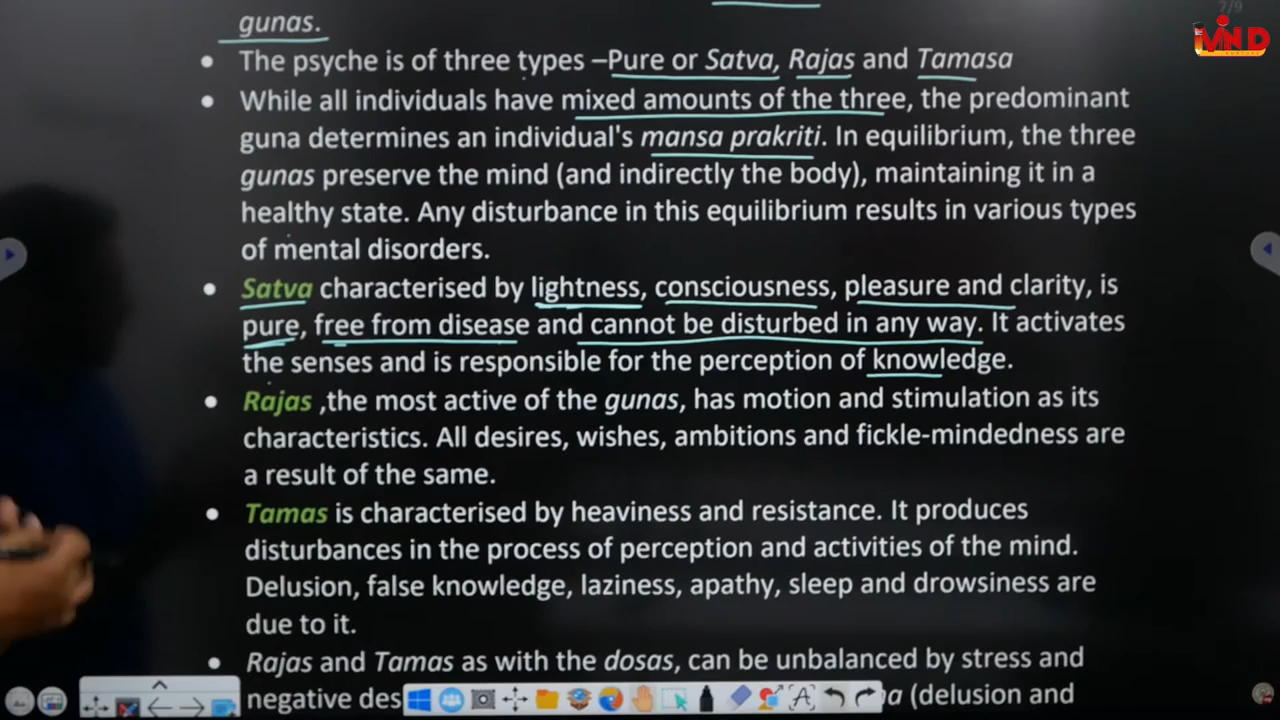 7/9
MIND
gunas.
• The psyche is of three types –Pure or Satva, Rajas and Tamasa
• While all individuals have mixed amounts of the three, the predominant
guna determines an individual's mansa prakriti. In equilibrium, the three
gunas preserve the mind (and indirectly the body), maintaining it in a
healthy state. Any disturbance in this equilibrium results in various types
of mental disorders.
• Satva characterised by lightness, consciousness, pleasure and clarity, is
pure, free from disease and cannot be disturbed in any way. It activates
the senses and is responsible for the perception of knowledge.
• Rajas ,the most active of the gunas, has motion and stimulation as its
characteristics. All desires, wishes, ambitions and fickle-mindedness are
a result of the same.
• Tamas is characterised by heaviness and resistance. It produces
disturbances in the process of perception and activities of the mind.
Delusion, false knowledge, laziness, apathy, sleep and drowsiness are
due to it.
• Rajas and Tamas as with the dosas, can be unbalanced by stress and
negative des (delusion and